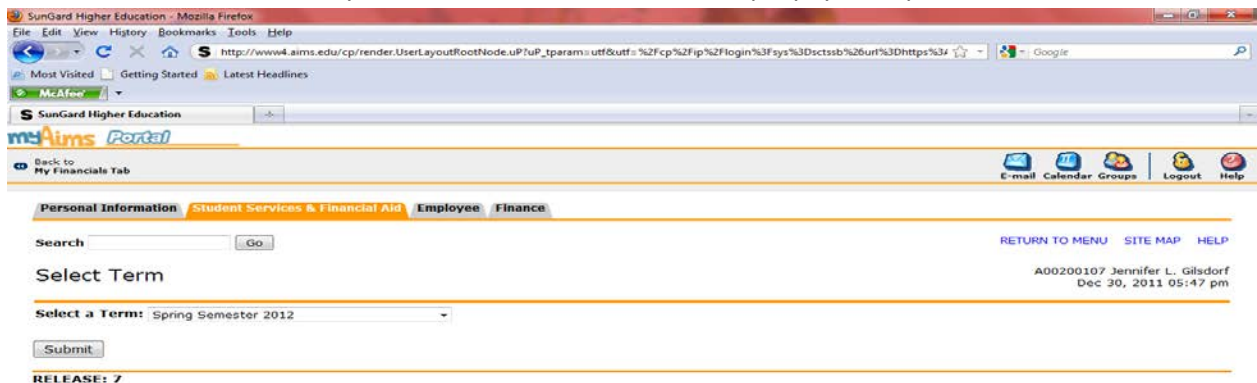 SunGard Higher Education - Mozilla Firefox
File Edit View History Bookmarks Tools Help
S http://www4.aims.edu/cp/render.UserLayoutRootNode.uP?uP_tparam=utf&utf=%2Fcp%2Fip%2Flogin%3Fsys%3Dsctssb%26url%3Dhttps%3A Google
Most Visited Getting Started Latest Headlines
McAfee
S SunGard Higher Education
myAims Portal
Back to
My Financials Tab
E-mail Calendar Groups Logout Help
Personal Information Student Services & Financial Aid Employee Finance
Search Go RETURN TO MENU SITE MAP HELP
Select Term A00200107 Jennifer L. Gilsdorf
Dec 30, 2011 05:47 pm
Select a Term: Spring Semester 2012
Submit
RELEASE: 7